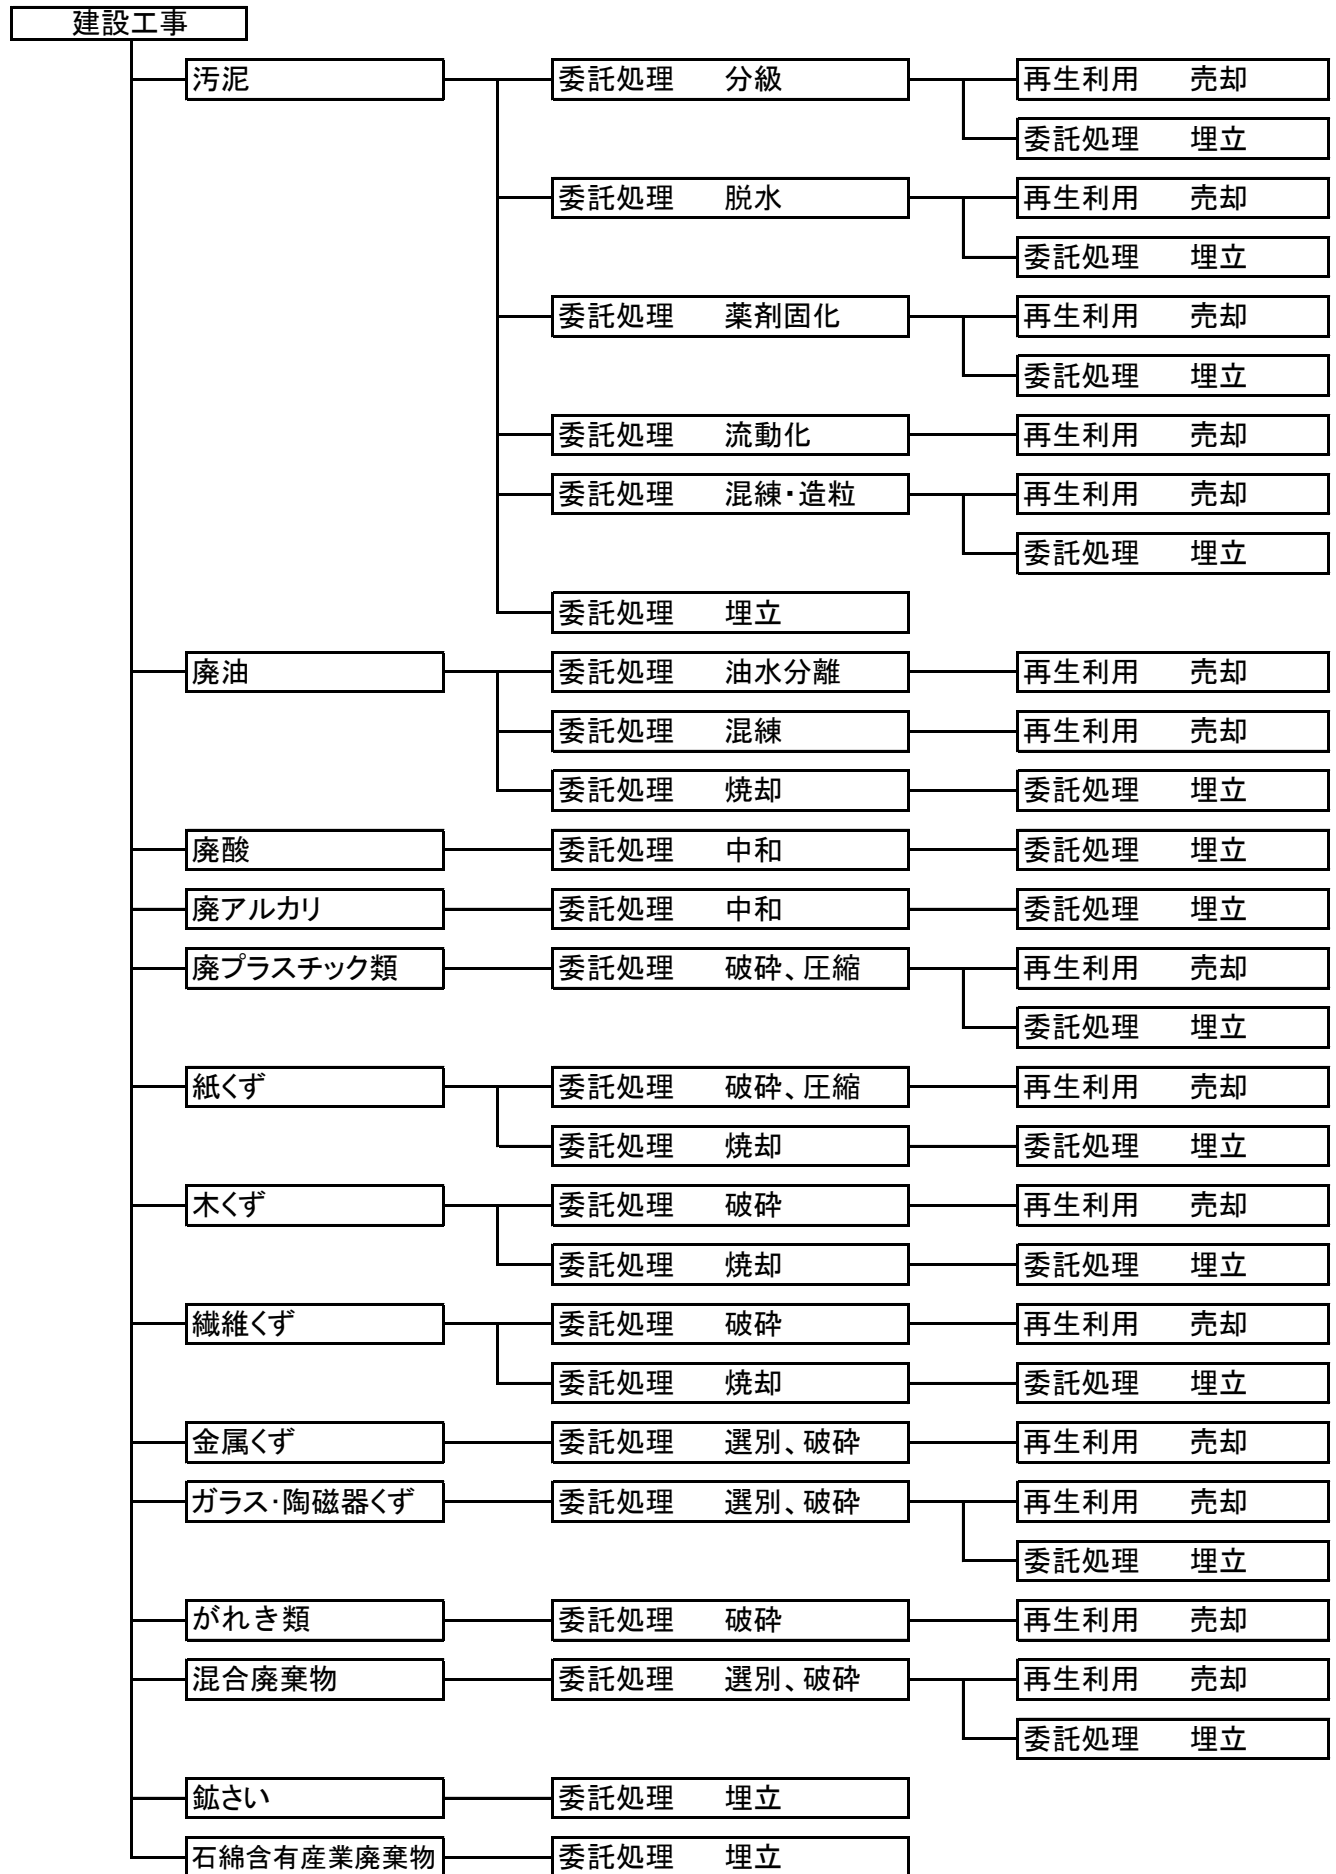 建設工事
汚泥 委託処理 分級 再生利用 売却
委託処理 埋立
委託処理 脱水 再生利用 売却
委託処理 埋立
委託処理 薬剤固化 再生利用 売却
委託処理 埋立
委託処理 流動化 再生利用 売却
委託処理 混練・造粒 再生利用 売却
委託処理 埋立
委託処理 埋立
廃油 委託処理 油水分離 再生利用 売却
委託処理 混練 再生利用 売却
委託処理 焼却 委託処理 埋立
廃酸 委託処理 中和 委託処理 埋立
廃アルカリ 委託処理 中和 委託処理 埋立
廃プラスチック類 委託処理 破砕、圧縮 再生利用 売却
委託処理 埋立
紙くず 委託処理 破砕、圧縮 再生利用 売却
委託処理 焼却 委託処理 埋立
木くず 委託処理 破砕 再生利用 売却
委託処理 焼却 委託処理 埋立
繊維くず 委託処理 破砕 再生利用 売却
委託処理 焼却 委託処理 埋立
金属くず 委託処理 選別、破砕 再生利用 売却
ガラス・陶磁器くず 委託処理 選別、破砕 再生利用 売却
委託処理 埋立
がれき類 委託処理 破砕 再生利用 売却
混合廃棄物 委託処理 選別、破砕 再生利用 売却
委託処理 埋立
鉱さい 委託処理 埋立
石綿含有産業廃棄物 委託処理 埋立